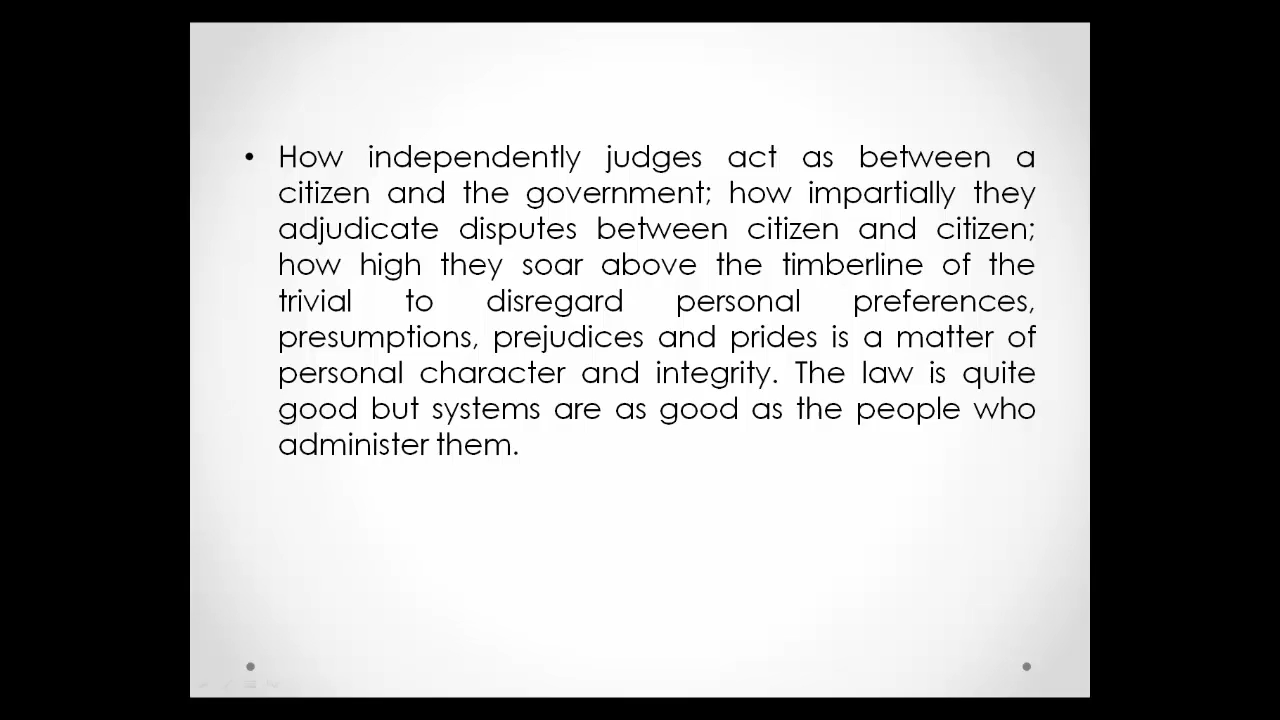 • How independently judges act as between a
citizen and the government; how impartially they
adjudicate disputes between citizen and citizen;
how high they soar above the timberline of the
trivial to disregard personal preferences,
presumptions, prejudices and prides is a matter of
personal character and integrity. The law is quite
good but systems are as good as the people who
administer them.